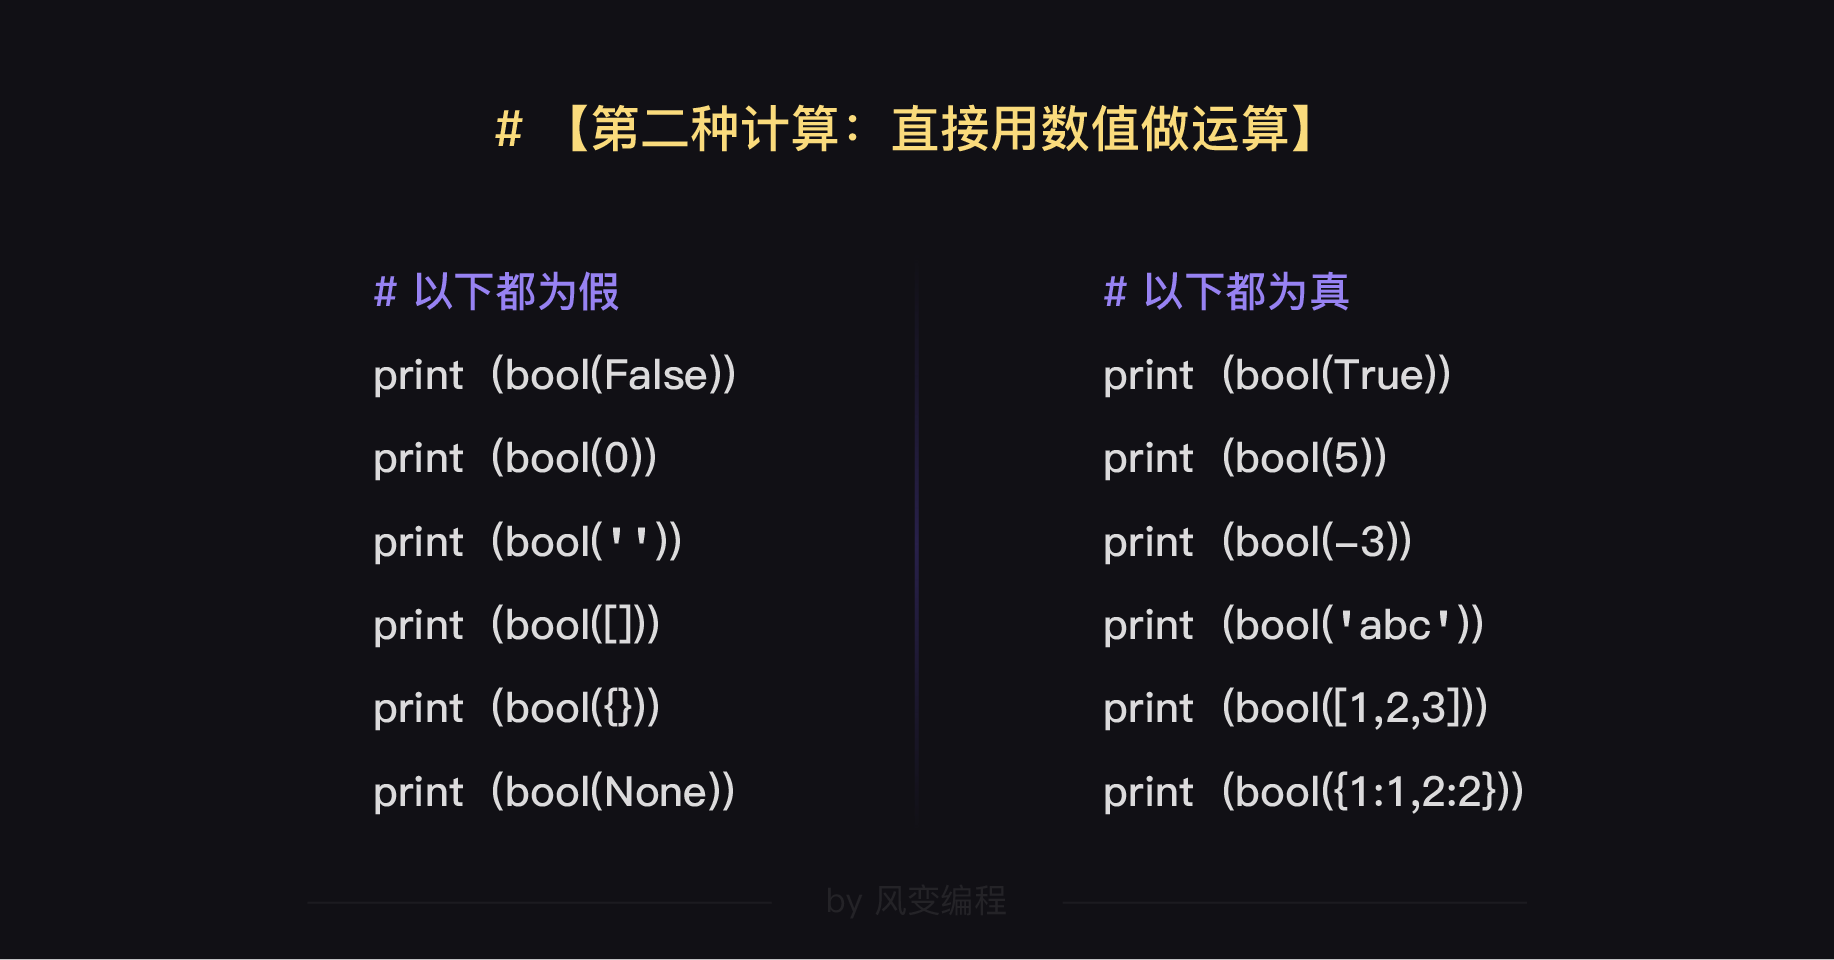 # 【第二种计算：直接用数值做运算】
# 以下都为假
print (bool(False))
print (bool(0))
print (bool(''))
print (bool([]))
print (bool({}))
print (bool(None))
# 以下都为真
print (bool(True))
print (bool(5))
print (bool(-3))
print (bool('abc'))
print (bool([1,2,3]))
print (bool({1:1,2:2}))
by 风变编程